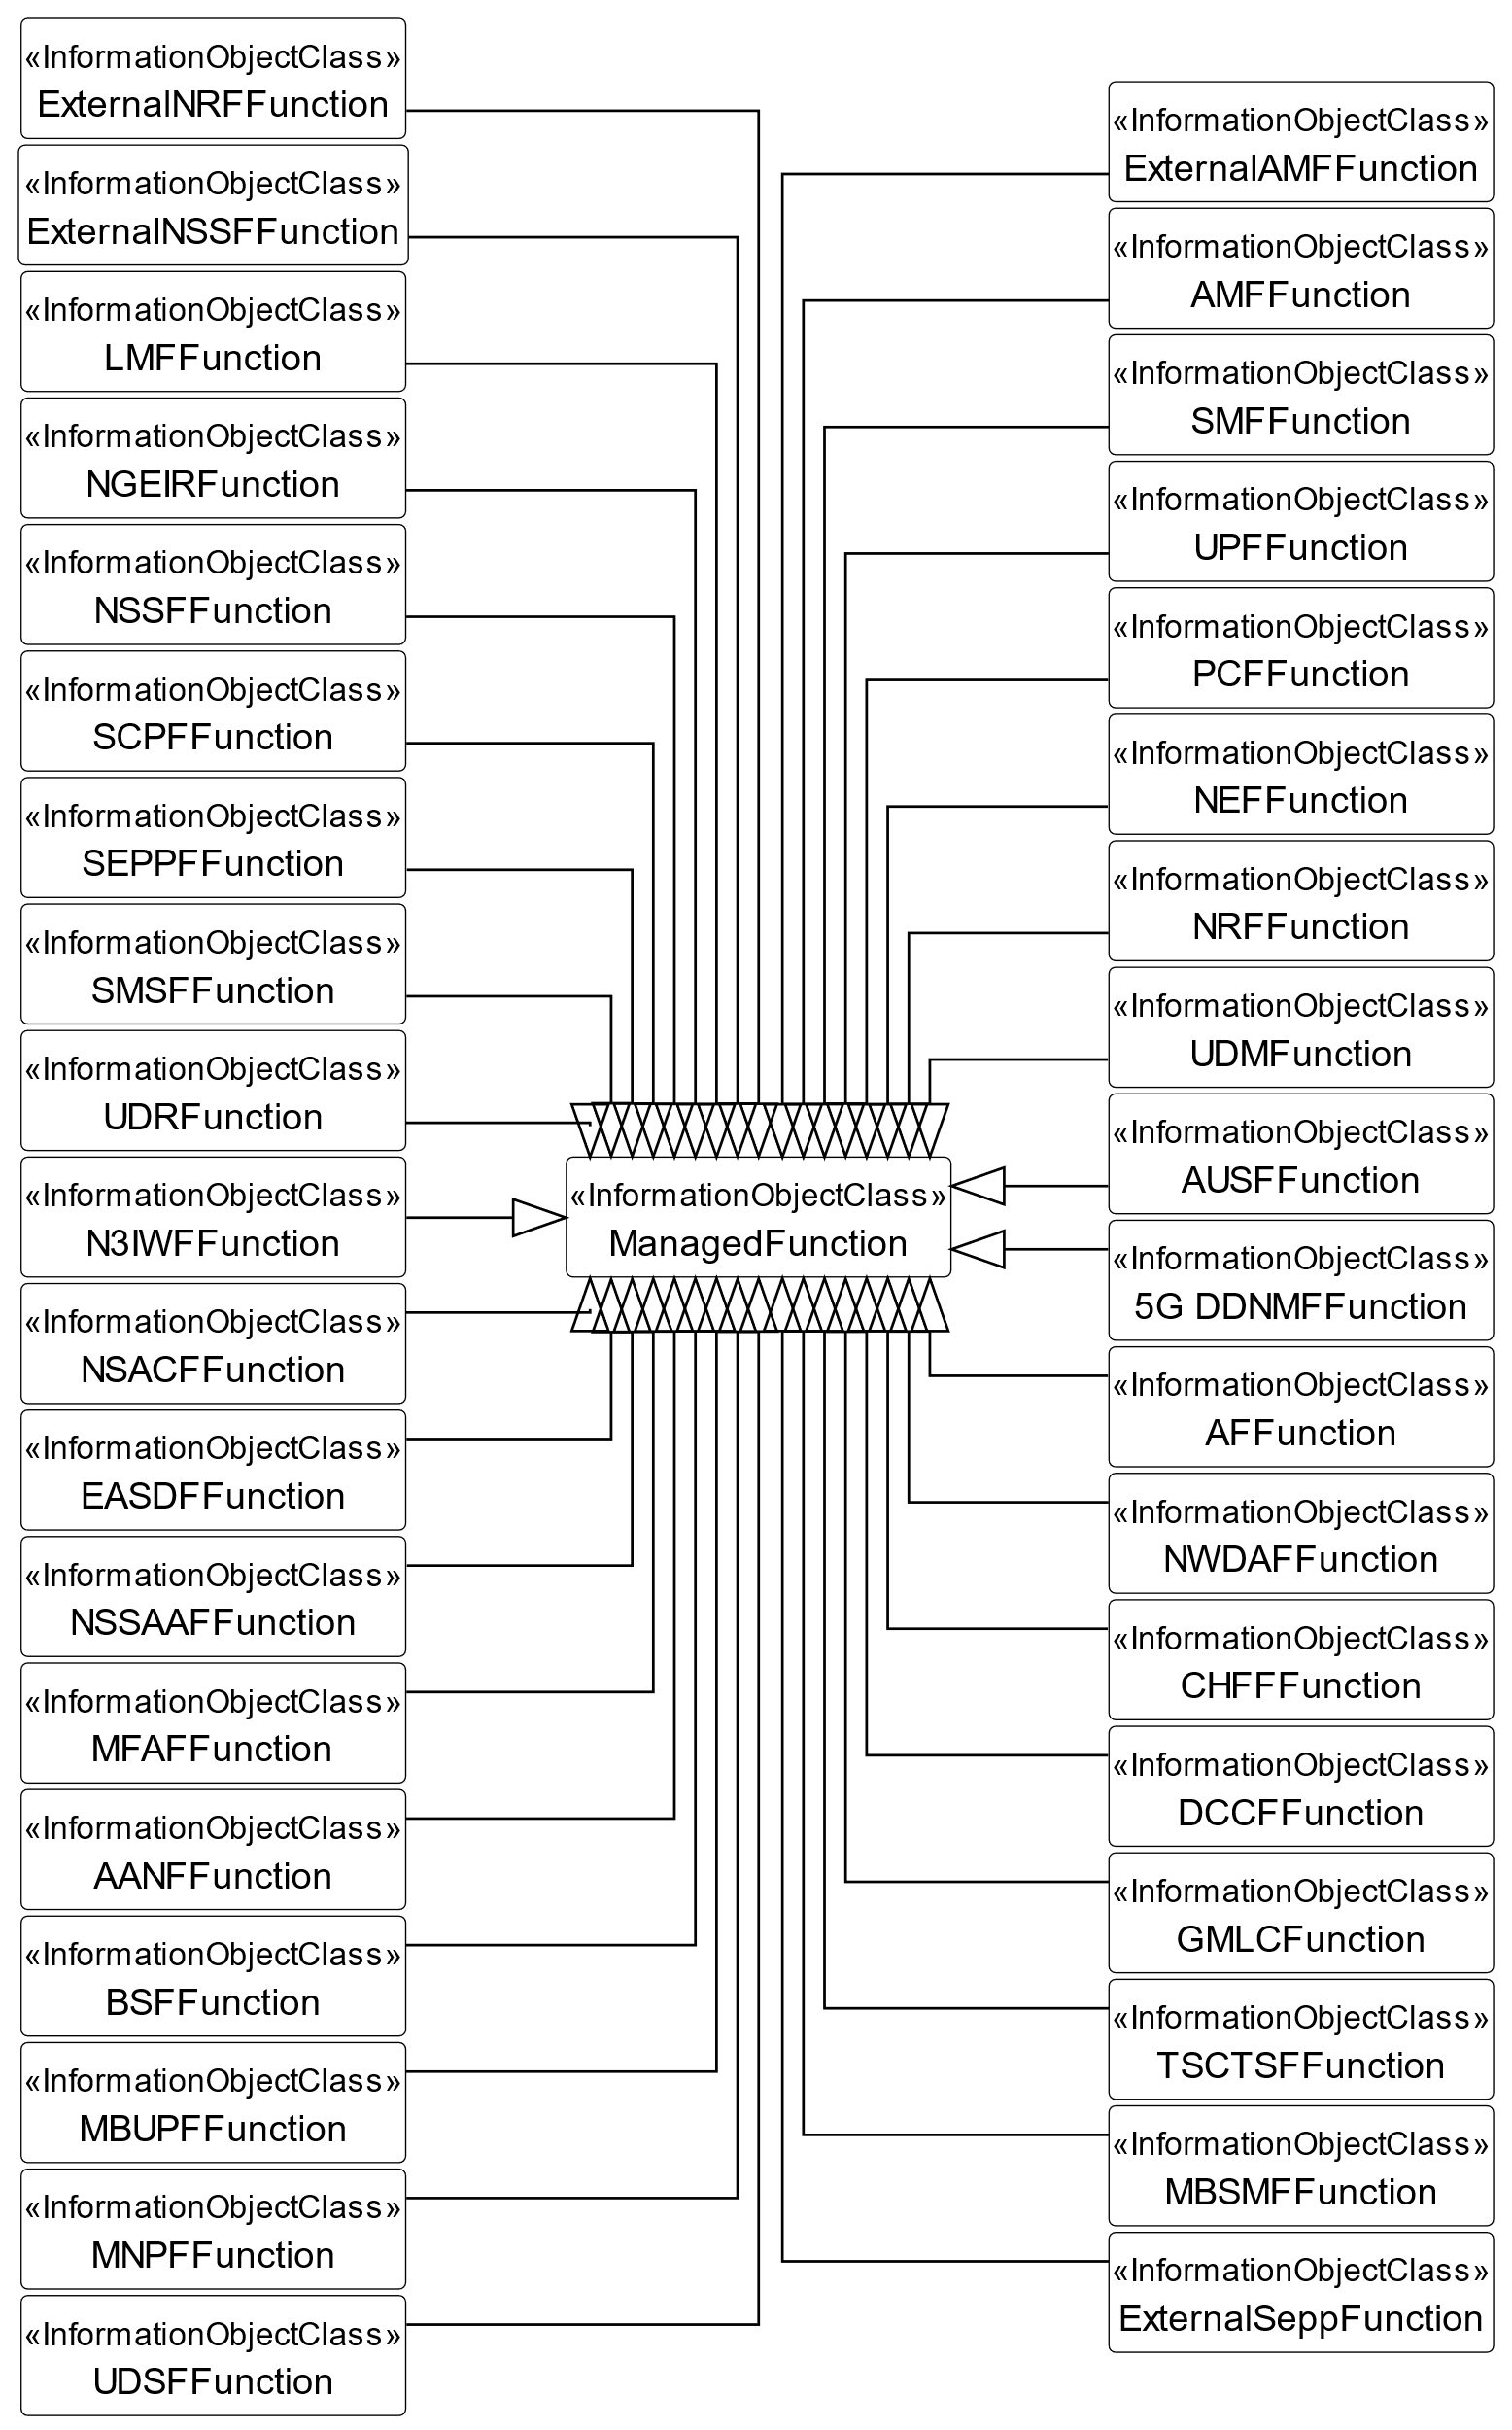 «InformationObjectClass»
ExternalNRFFunction
«InformationObjectClass»
ExternalNSSFFunction
«InformationObjectClass»
LMFFunction
«InformationObjectClass»
NGEIRFunction
«InformationObjectClass»
NSSFFunction
«InformationObjectClass»
SCPFFunction
«InformationObjectClass»
SEPPFFunction
«InformationObjectClass»
SMSFFunction
«InformationObjectClass»
UDRFunction
«InformationObjectClass»
N3IWFFunction
«InformationObjectClass»
NSACFFunction
«InformationObjectClass»
EASDFFunction
«InformationObjectClass»
NSSAAFFunction
«InformationObjectClass»
MFAFFunction
«InformationObjectClass»
AANFFunction
«InformationObjectClass»
BSFFunction
«InformationObjectClass»
MBUPFFunction
«InformationObjectClass»
MNPFFunction
«InformationObjectClass»
UDSFFunction
«InformationObjectClass»
ManagedFunction
«InformationObjectClass»
ExternalAMFFunction
«InformationObjectClass»
AMFFunction
«InformationObjectClass»
SMFFunction
«InformationObjectClass»
UPFFunction
«InformationObjectClass»
PCFFunction
«InformationObjectClass»
NEFFunction
«InformationObjectClass»
NRFFunction
«InformationObjectClass»
UDMFunction
«InformationObjectClass»
AUSFFunction
«InformationObjectClass»
5G DDNMFFunction
«InformationObjectClass»
AFFunction
«InformationObjectClass»
NWDAFFunction
«InformationObjectClass»
CHFFFunction
«InformationObjectClass»
DCCFFunction
«InformationObjectClass»
GMLCFunction
«InformationObjectClass»
TSCTSFFunction
«InformationObjectClass»
MBSMFFunction
«InformationObjectClass»
ExternalSeppFunction